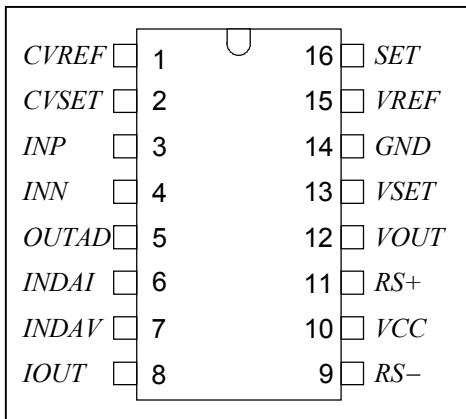 CVREF 1 16 SET
CVSET 2 15 VREF
INP 3 14 GND
INN 4 13 VSET
OUTAD 5 12 VOUT
INDAI 6 11 RS+
INDAV 7 10 VCC
IOUT 8 9 RS−